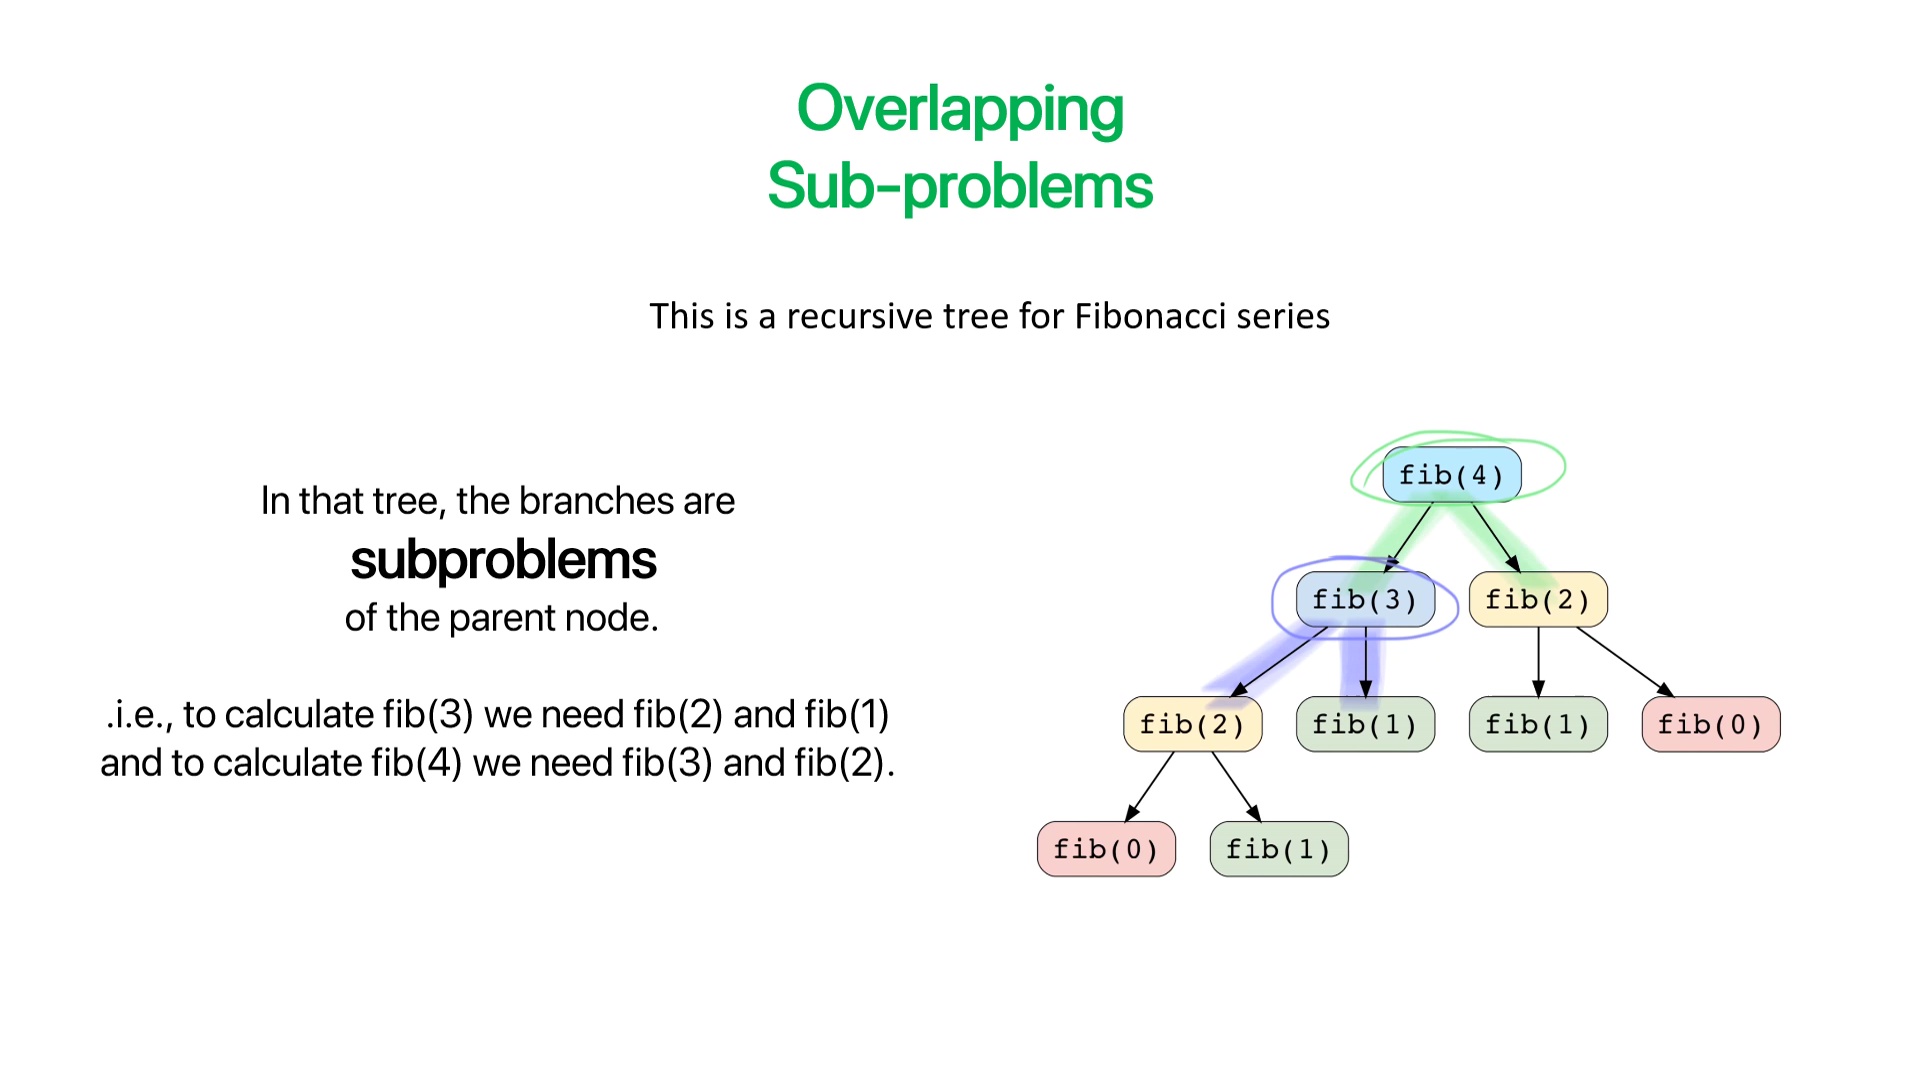 Overlapping
Sub-problems
This is a recursive tree for Fibonacci series
In that tree, the branches are
subproblems
of the parent node.
.i.e., to calculate fib(3) we need fib(2) and fib(1)
and to calculate fib(4) we need fib(3) and fib(2).
fib(4)
fib(3) fib(2)
fib(2) fib(1) fib(1) fib(0)
fib(0) fib(1)